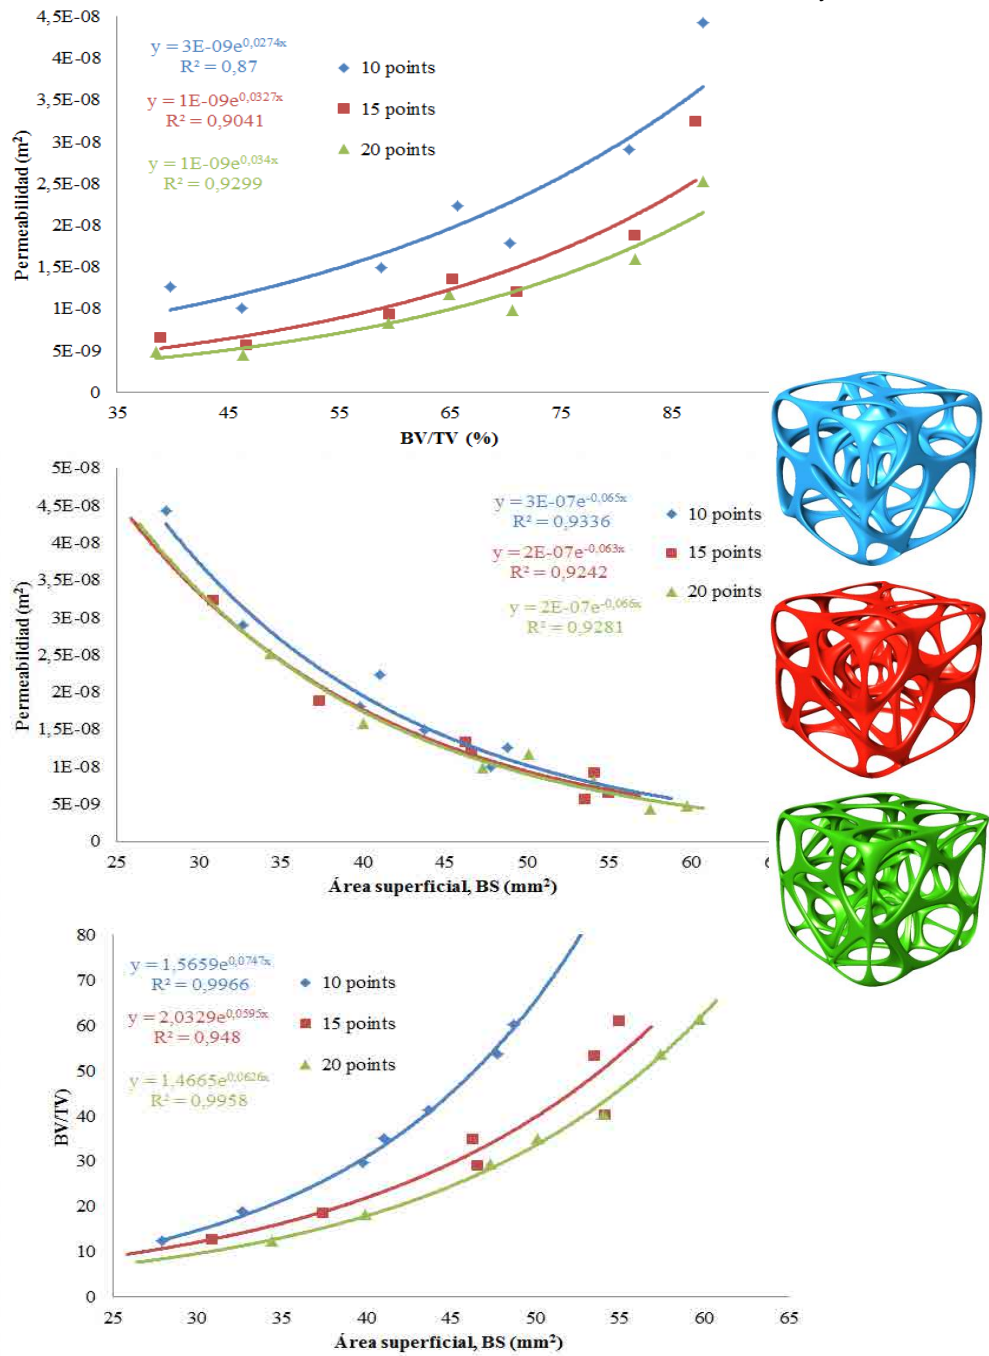 4,5E-08
4E-08
3,5E-08
3E-08
2,5E-08
2E-08
1,5E-08
1E-08
5E-09
0
Permeabilidad (m²)
y = 3E-09e^0,0274x
R² = 0,87
y = 1E-09e^0,0327x
R² = 0,9041
y = 1E-09e^0,034x
R² = 0,9299
10 points
15 points
20 points
35 45 55 65 75 85
BV/TV (%)
5E-08
4,5E-08
4E-08
3,5E-08
3E-08
2,5E-08
2E-08
1,5E-08
1E-08
5E-09
0
Permeabildiad (m²)
y = 3E-07e^-0,065x
R² = 0,9336
y = 2E-07e^-0,063x
R² = 0,9242
y = 2E-07e^-0,066x
R² = 0,9281
10 points
15 points
20 points
25 30 35 40 45 50 55 60
Área superficial, BS (mm²)
80
70
60
50
40
30
20
10
0
BV/TV)
y = 1,5659e^0,0747x
R² = 0,9966
y = 2,0329e^0,0595x
R² = 0,948
y = 1,4665e^0,0626x
R² = 0,9958
10 points
15 points
20 points
25 30 35 40 45 50 55 60 65
Área superficial, BS (mm²)